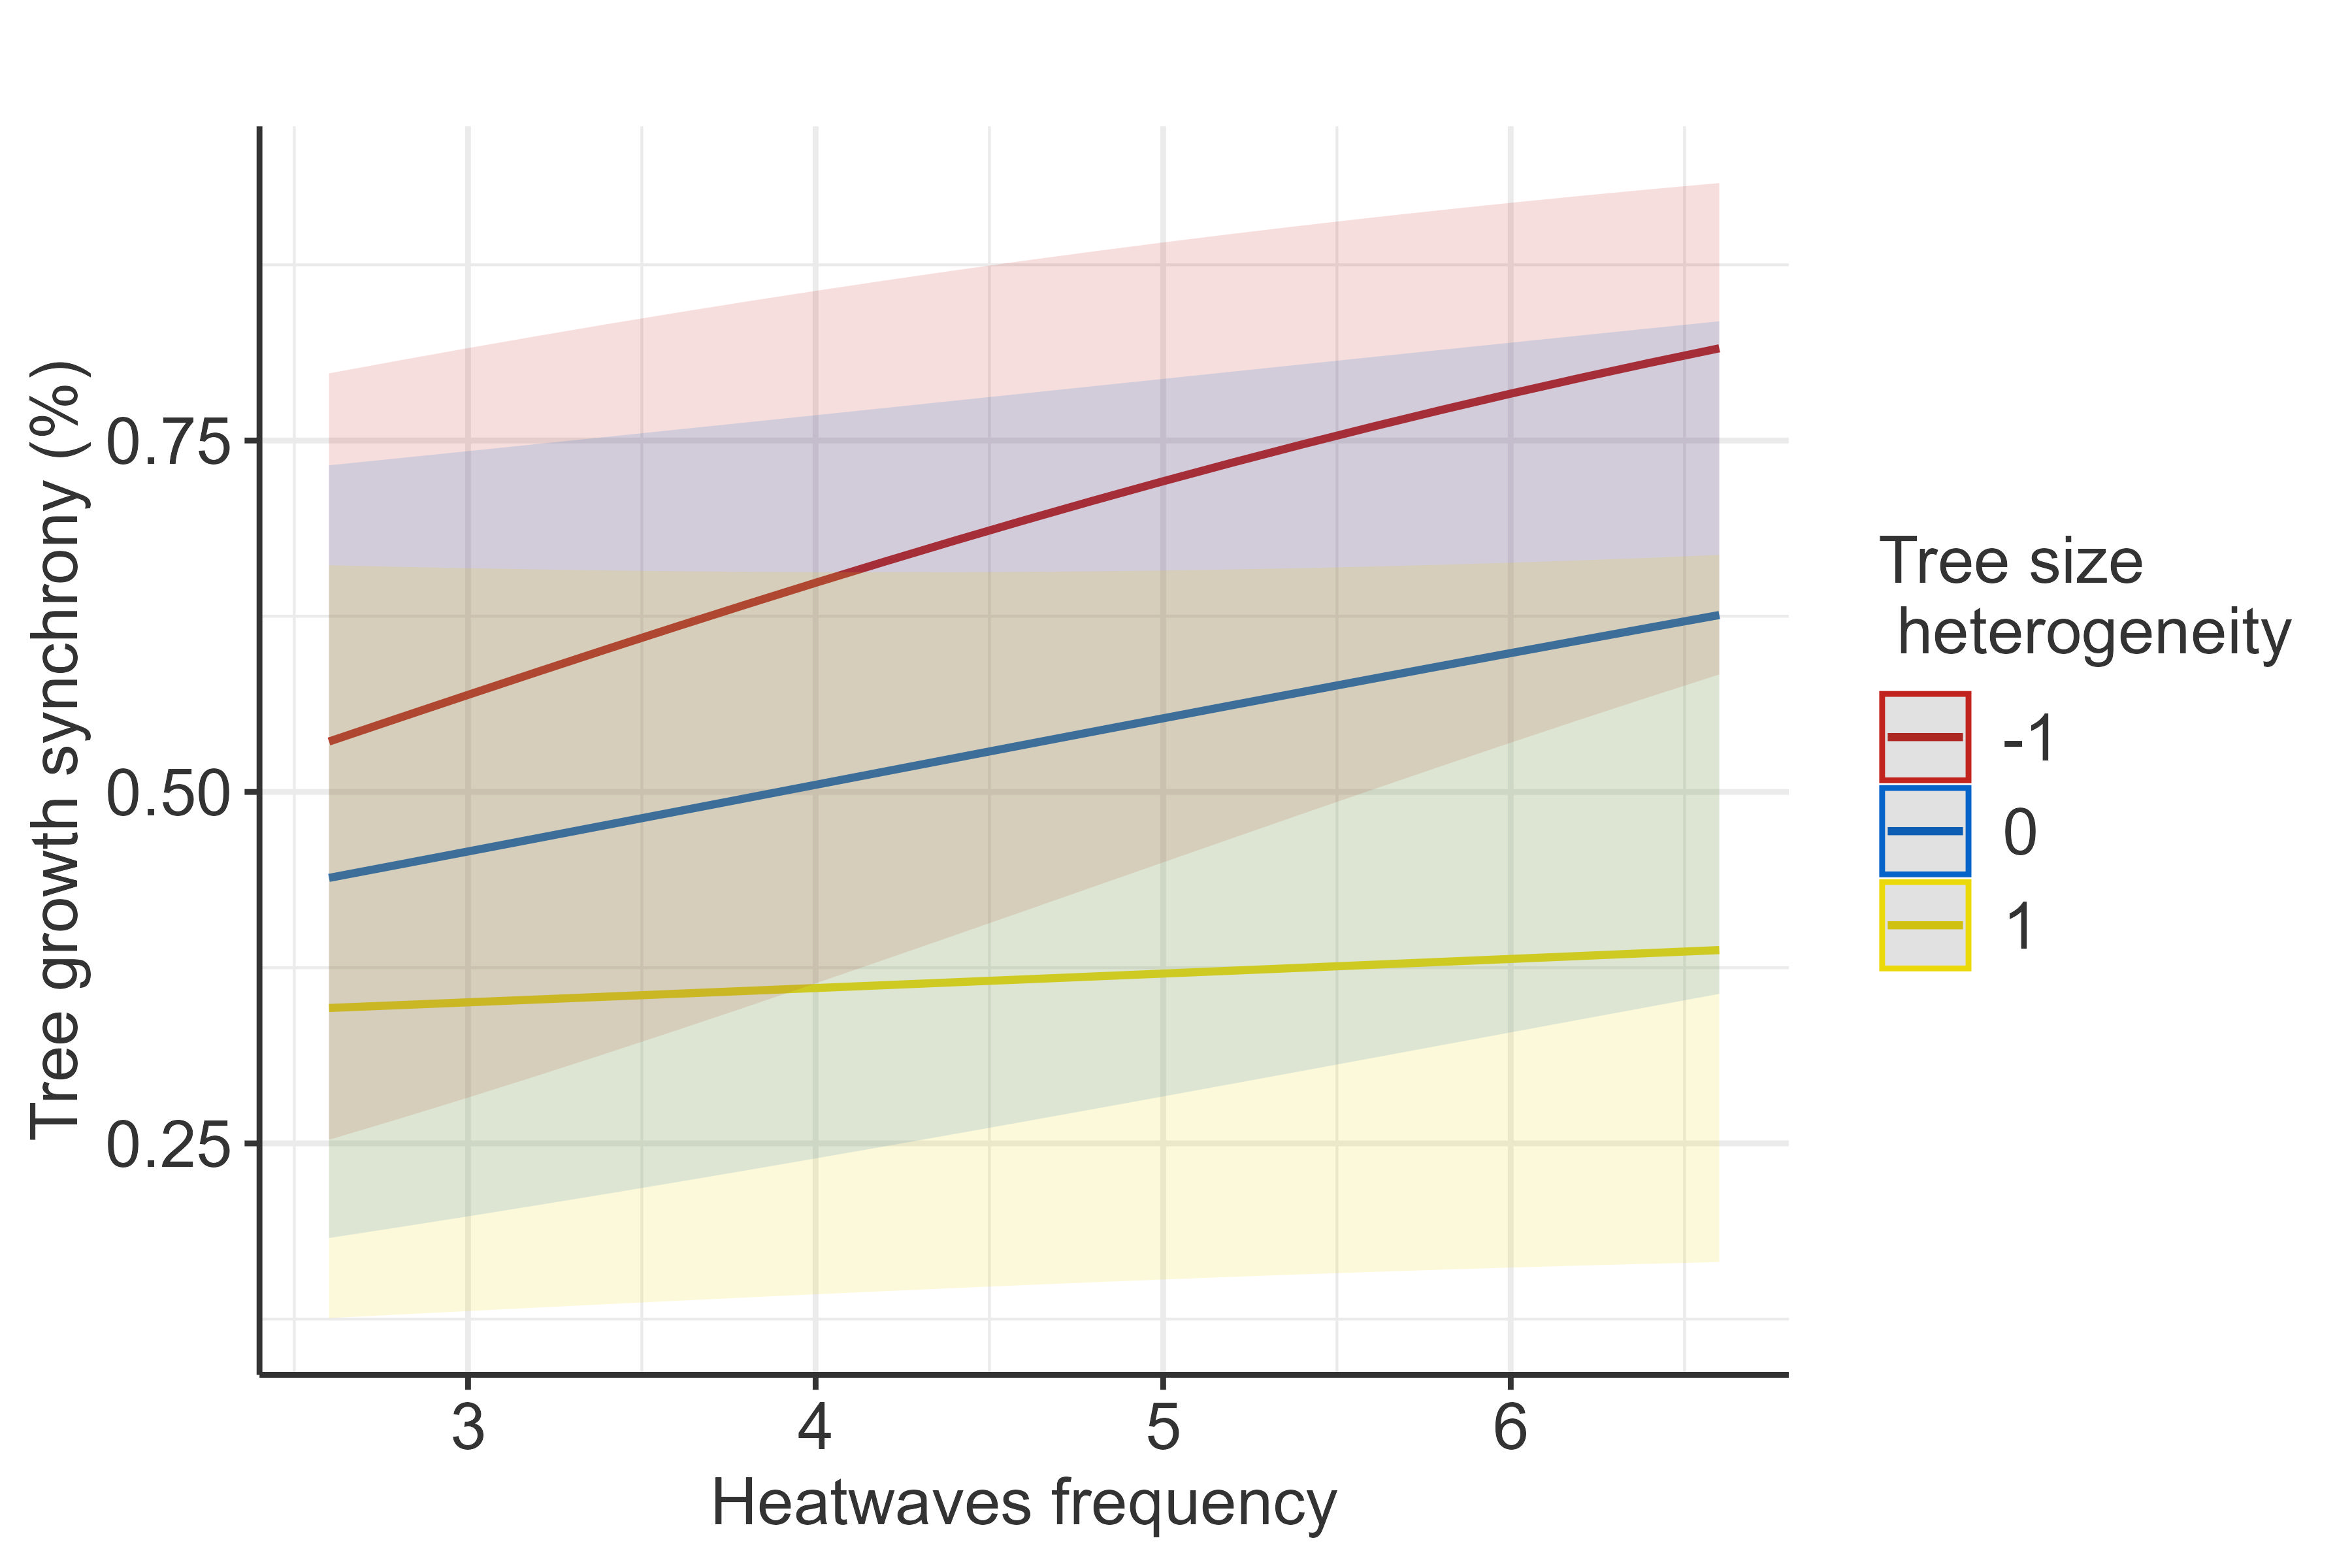 Tree growth synchrony (%)
0.75
0.50
0.25
3 4 5 6
Heatwaves frequency
Tree size
heterogeneity
-1
0
1